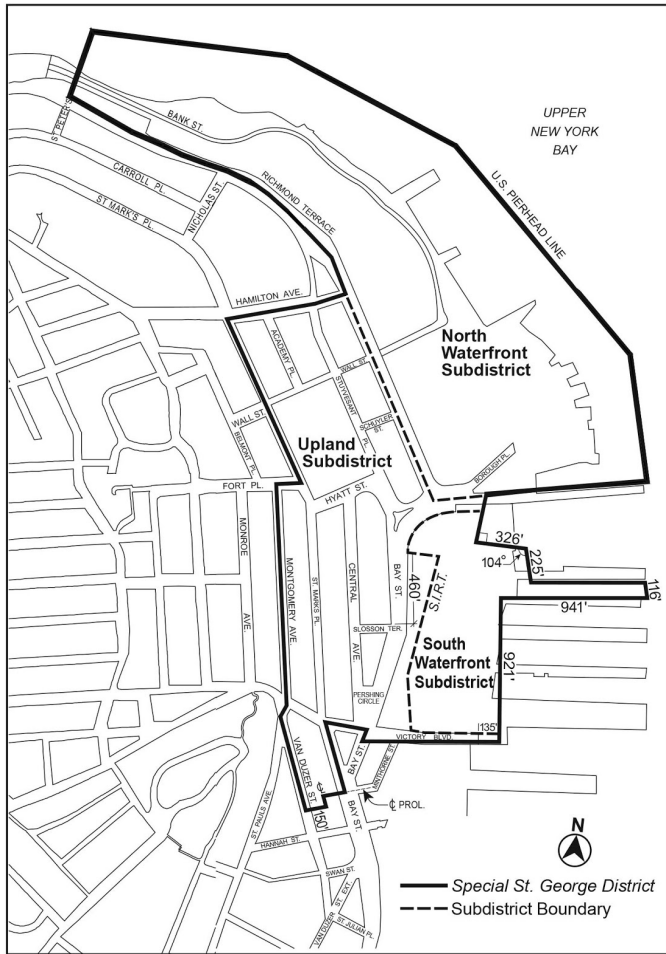 UPPER
NEW YORK
BAY
ST. PETER'S
BANK ST.
U.S. PIERHEAD LINE
CARROLL PL.
NICHOLAS ST.
ST MARK'S PL.
RICHMOND TERRACE
HAMILTON AVE.
ACADEMY PL.
North
Waterfront
Subdistrict
WALL ST.
STUYVESANT
PL.
SCHUYLER
ST.
WALL ST.
BELMONT PL.
Upland
Subdistrict
BOROUGH PL.
FORT PL.
HYATT ST.
326'
104°
225'
116'
941'
MONROE
AVE.
MONTGOMERY AVE.
ST. MARKS PL.
CENTRAL
AVE.
BAY ST.
460'
S.I.R.T.
SLOSSON TER.
South
Waterfront
Subdistrict
921'
PERSHING
CIRCLE
135'
VICTORY BLVD.
VAN DUZER ST.
BAY ST.
MINTHORNE ST.
℄ PROL.
150'
BAY ST.
ST. PAULS AVE.
HANNAH ST.
SWAN ST.
VAN DUZER ST. EXT.
ST. JULIAN PL.
N
Special St. George District
Subdistrict Boundary